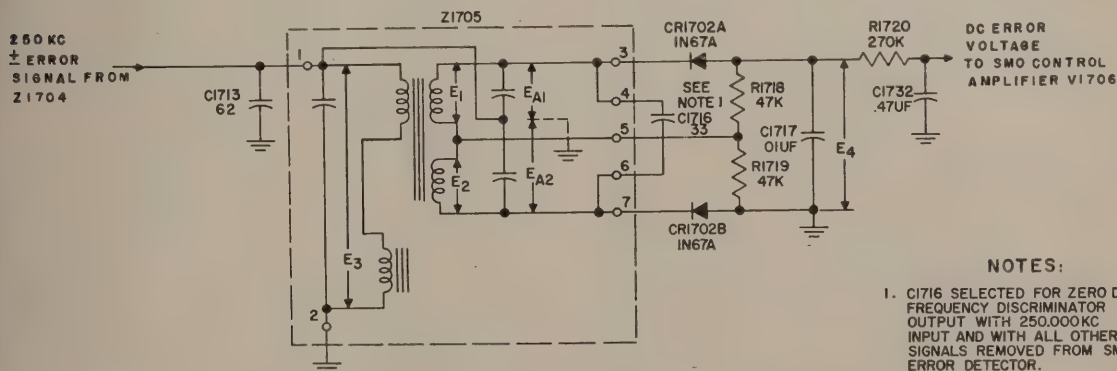 Z1705
250 KC
± ERROR
SIGNAL FROM
Z1704
C1713
62
1
2
E3
E1
E2
EA1
EA2
3
4
5
6
7
CR1702A
1N67A
SEE
NOTE 1
C1716
33
R1718
47K
R1719
47K
CR1702B
1N67A
C1717
01UF
E4
R1720
270K
C1732
.47UF
DC ERROR
VOLTAGE
TO SMO CONTROL
AMPLIFIER V1706
NOTES:
1. C1716 SELECTED FOR ZERO D
FREQUENCY DISCRIMINATOR
OUTPUT WITH 250.000KC
INPUT AND WITH ALL OTHER
SIGNALS REMOVED FROM SM
ERROR DETECTOR.